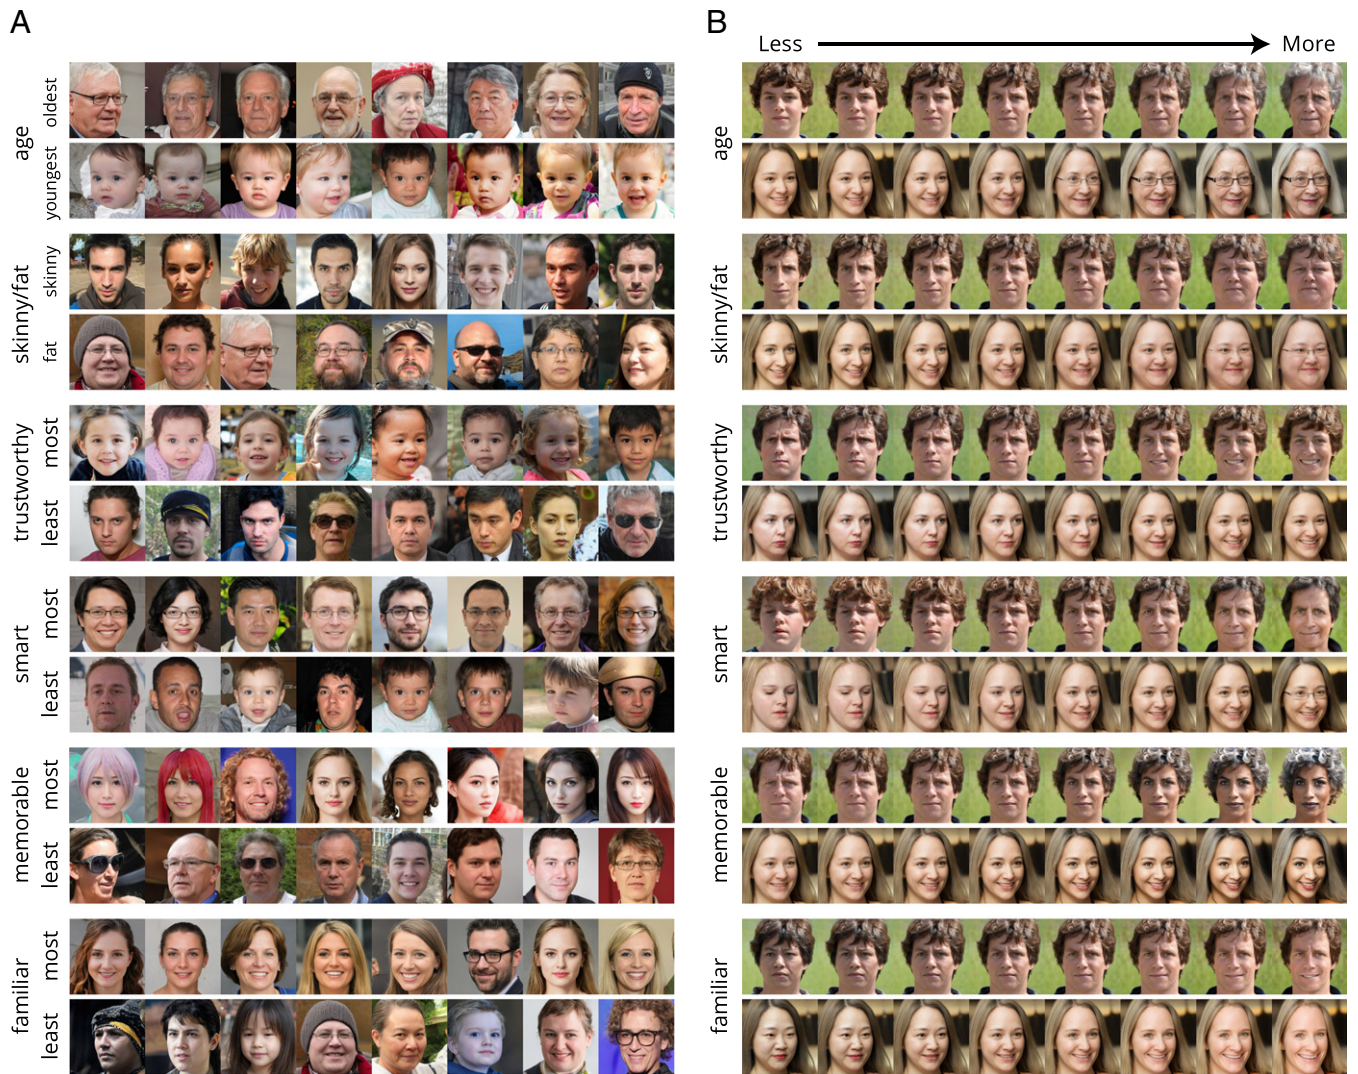 A
B
Less
More
age
oldest
youngest
age
skinny/fat
skinny
fat
skinny/fat
trustworthy
most
least
trustworthy
smart
most
least
smart
memorable
most
least
memorable
familiar
most
least
familiar